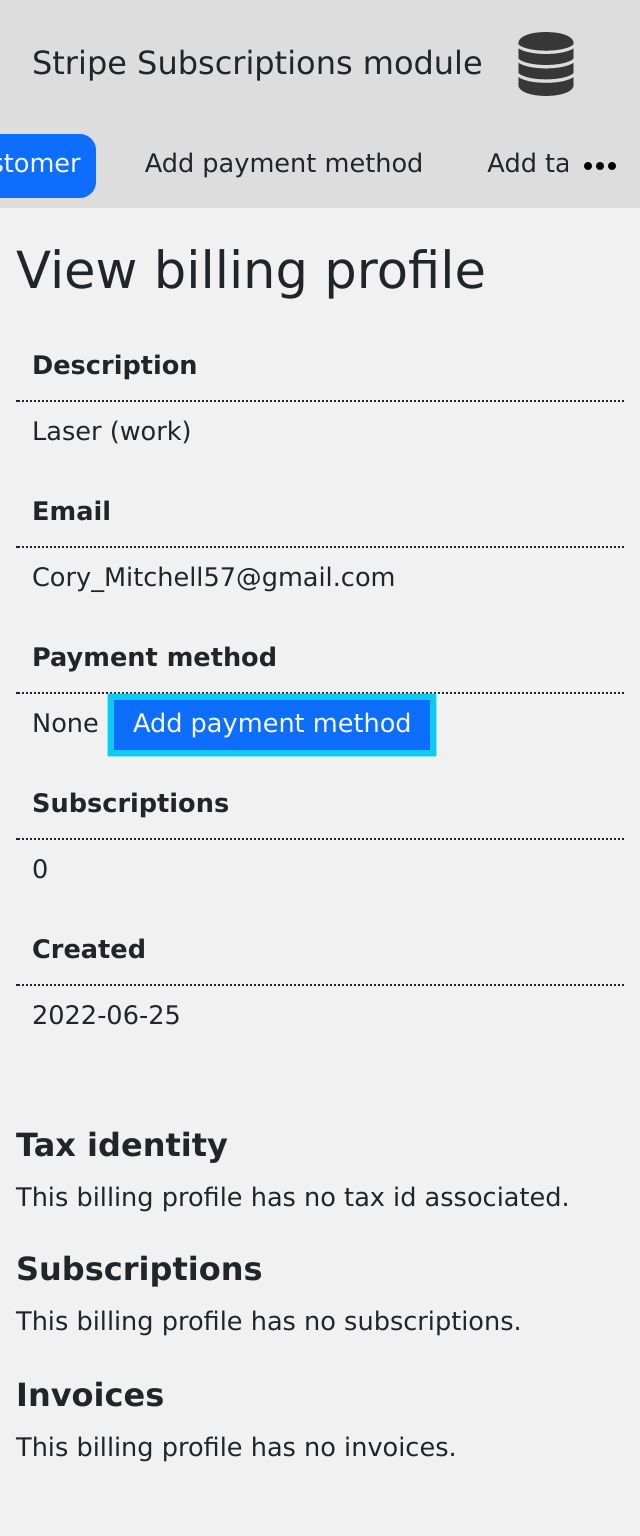 Stripe Subscriptions module
stomer Add payment method Add ta
View billing profile
Description
Laser (work)
Email
Cory_Mitchell57@gmail.com
Payment method
None Add payment method
Subscriptions
0
Created
2022-06-25
Tax identity
This billing profile has no tax id associated.
Subscriptions
This billing profile has no subscriptions.
Invoices
This billing profile has no invoices.